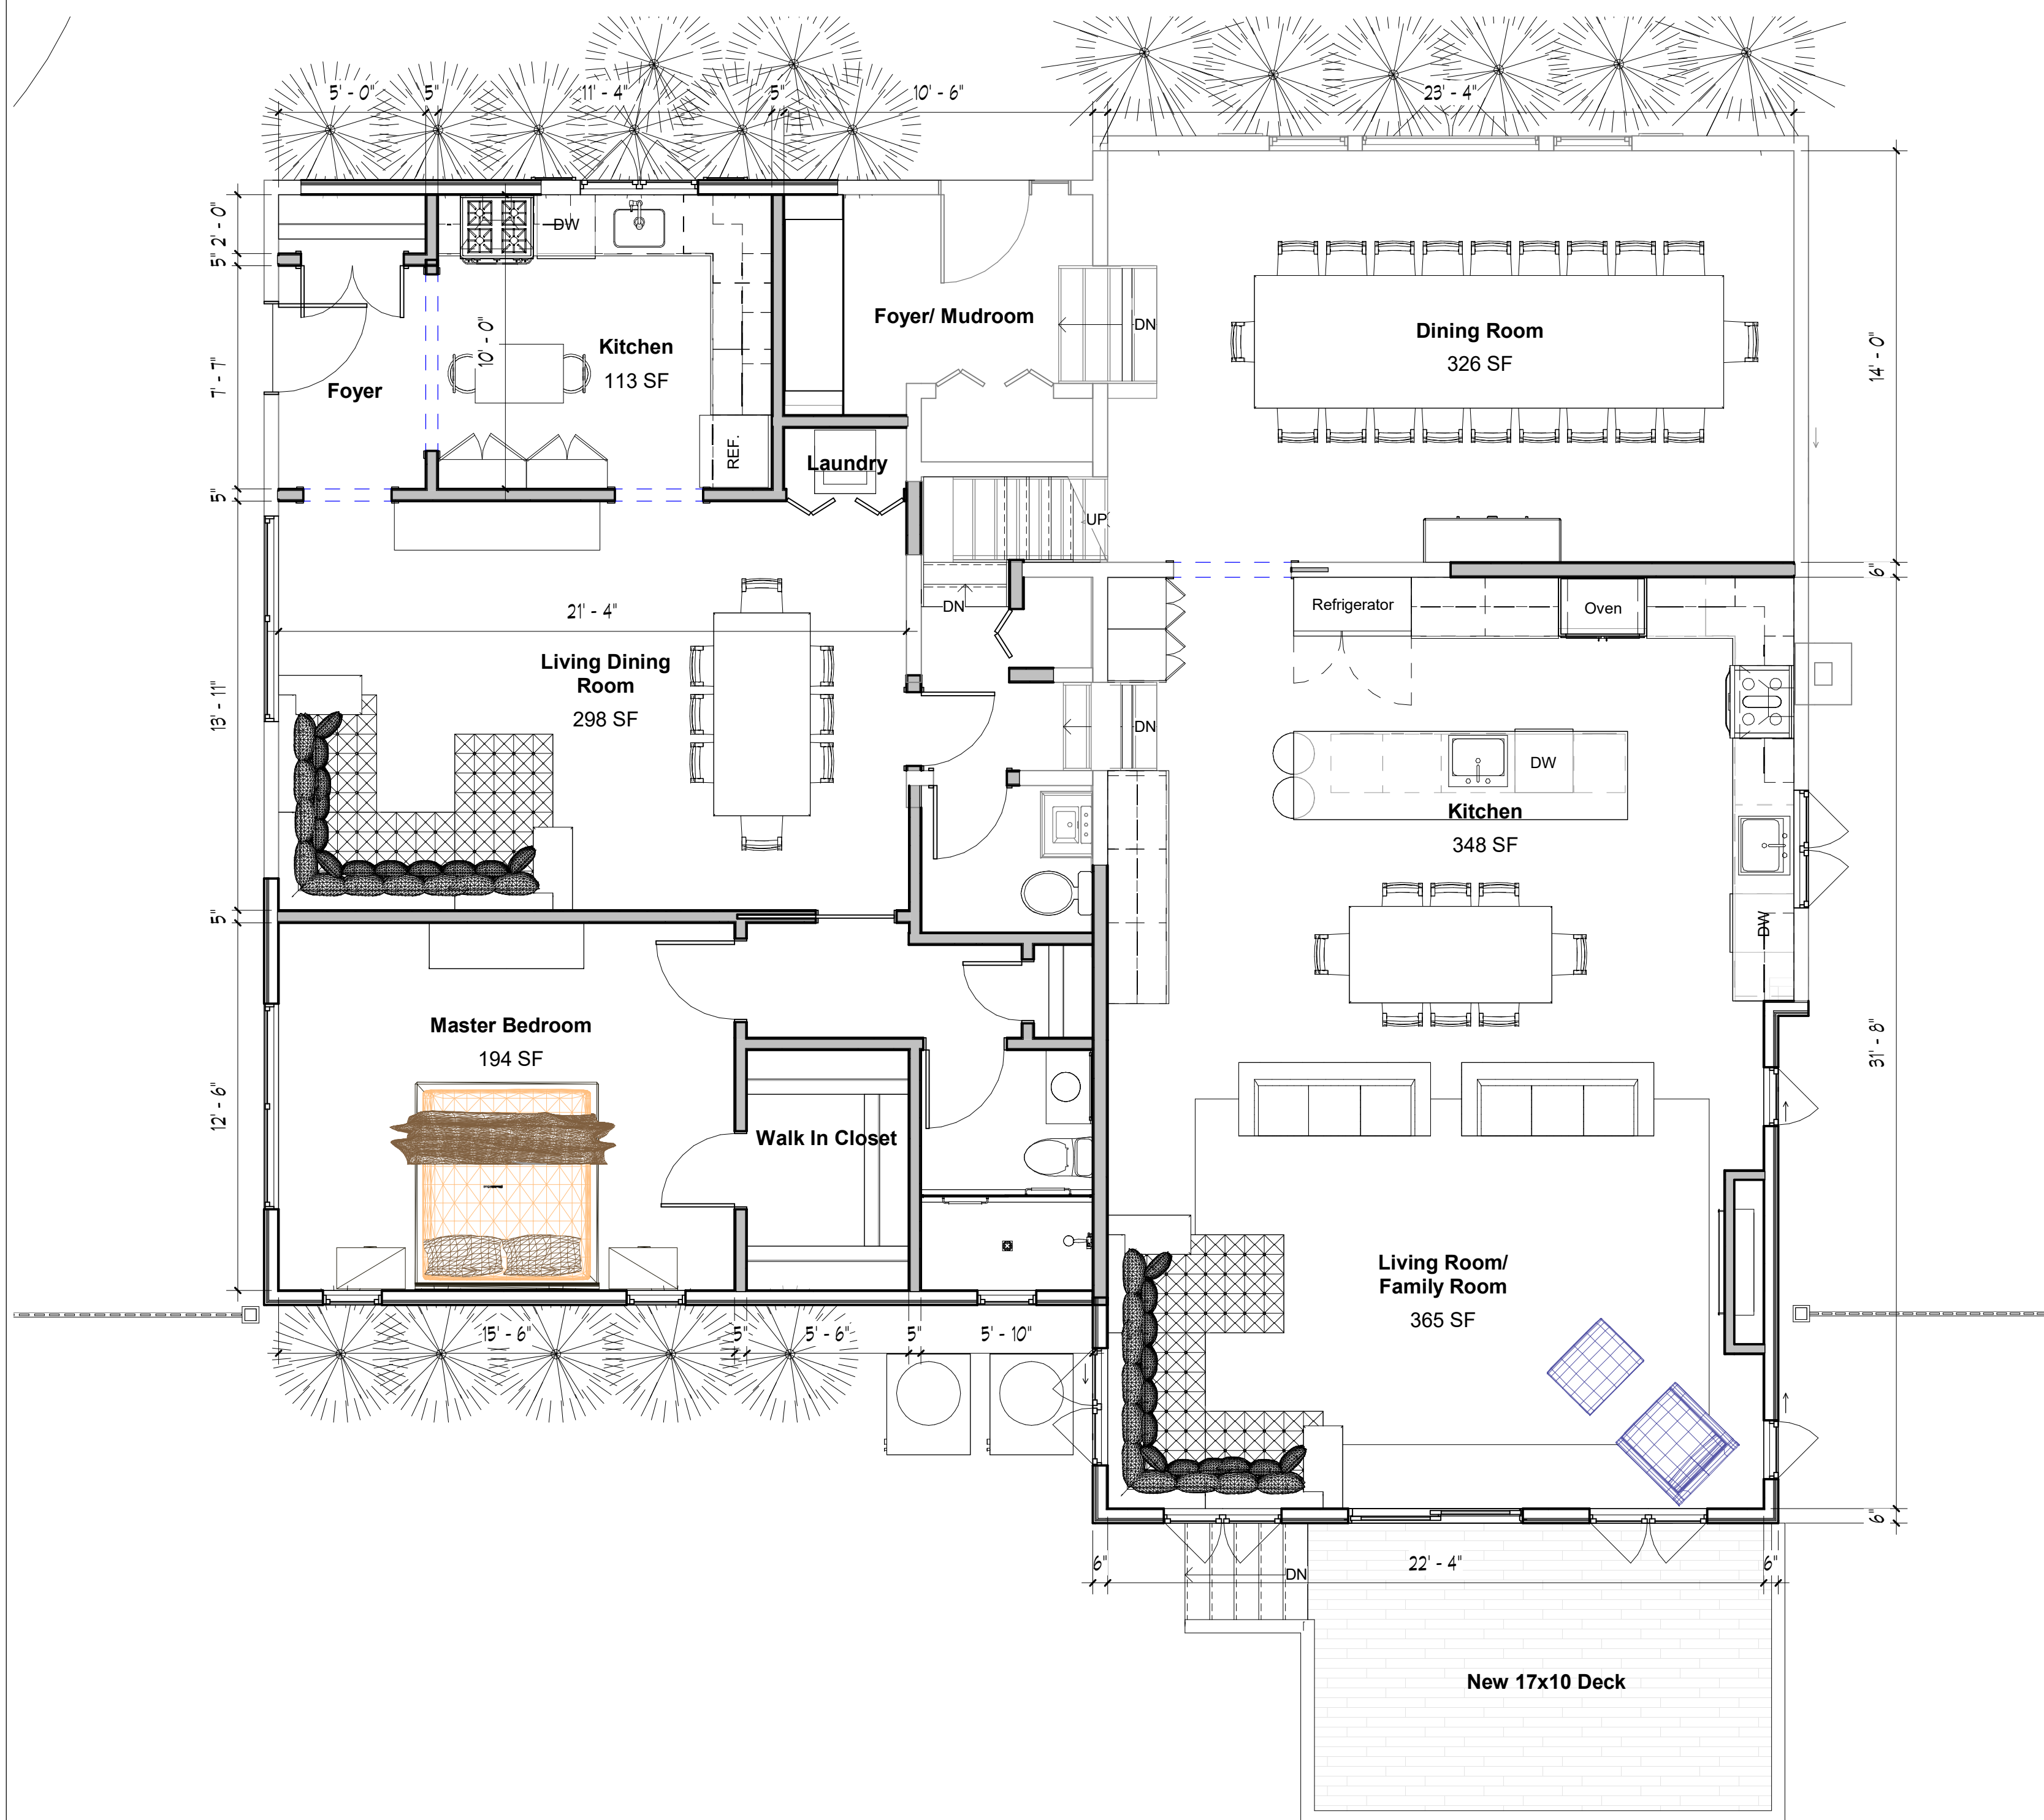 5' - 0"
5"
11' - 4"
5"
10' - 6"
23' - 4"
2' - 0"
5"
7' - 7"
5"
13' - 11"
5"
12' - 6"
DW
10' - 0"
Kitchen
113 SF
Foyer
REF.
Foyer/ Mudroom
DN
Laundry
UP
Dining Room
326 SF
14' - 0"
6"
31' - 8"
6"
21' - 4"
Living Dining
Room
298 SF
DN
DN
Refrigerator
Oven
DW
Kitchen
348 SF
DW
Master Bedroom
194 SF
Walk In Closet
Living Room/
Family Room
365 SF
15' - 6"
5"
5' - 6"
5"
5' - 10"
6"
22' - 4"
6"
DN
New 17x10 Deck